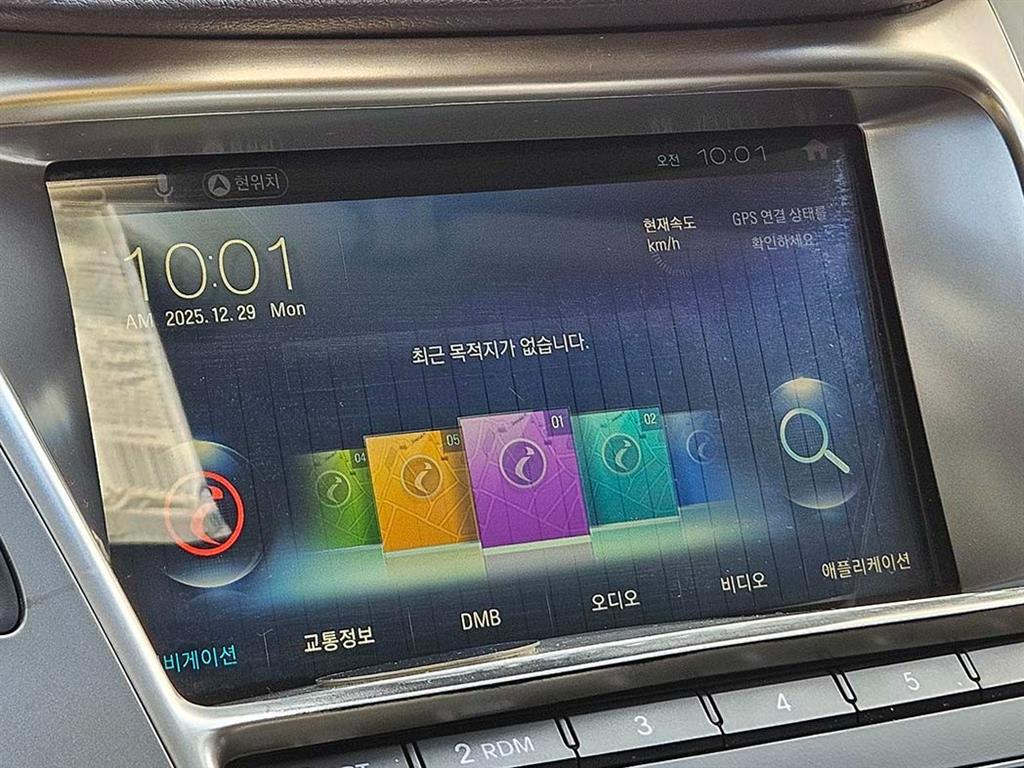 현위치
오전 10:01
10:01
AM 2025.12.29 Mon
현재속도
km/h
GPS 연결 상태를
확인하세요.
최근 목적지가 없습니다.
04
05
01
02
비게이션
교통정보
DMB
오디오
비디오
애플리케이션
2 RDM
3
4
5